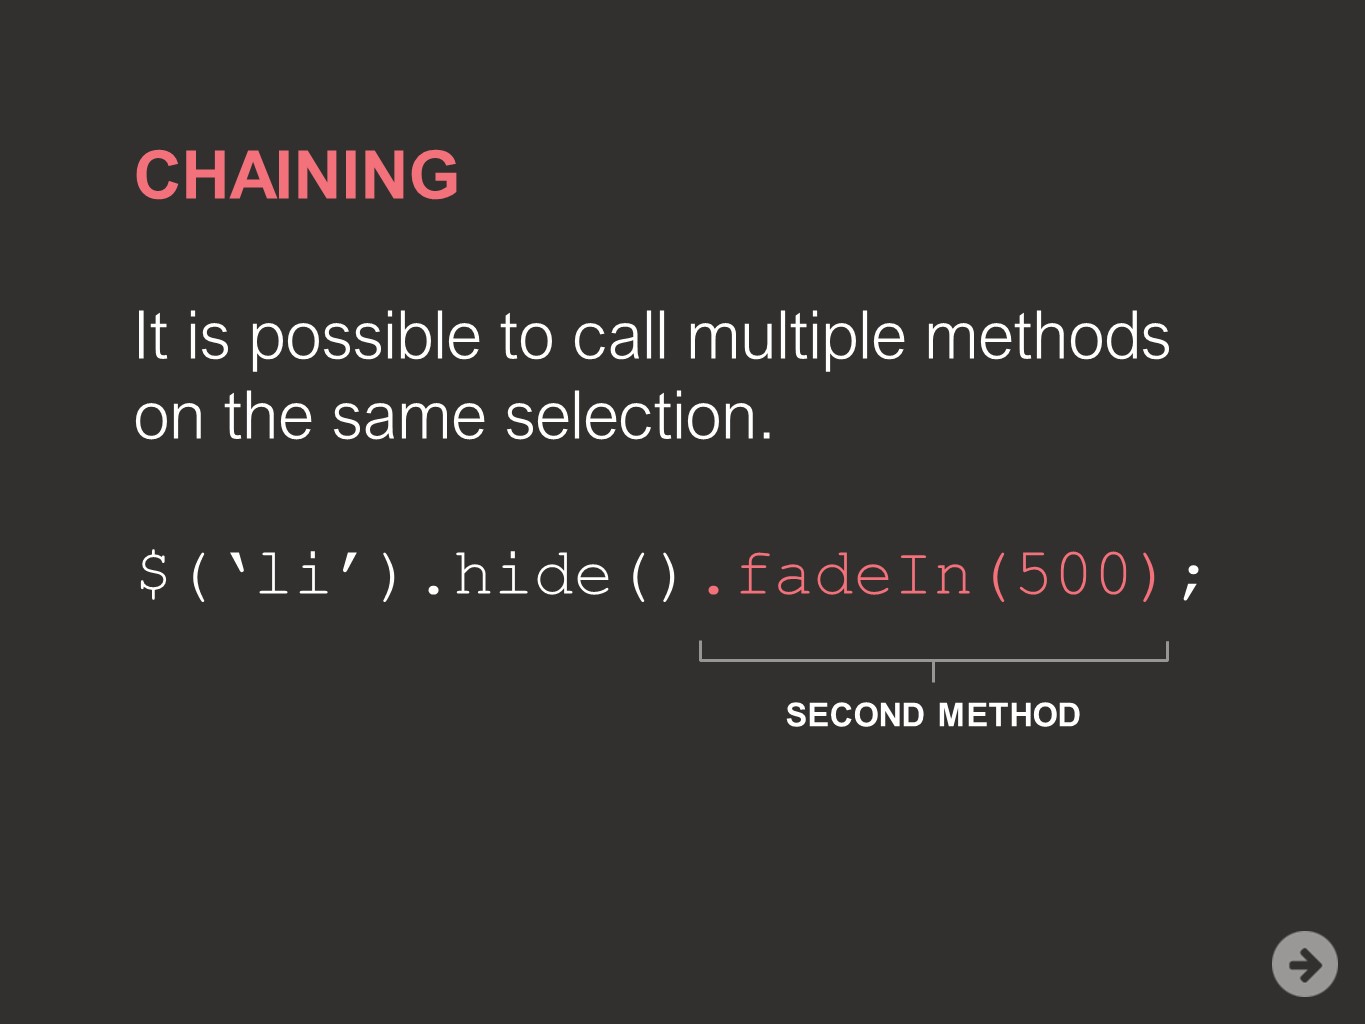 CHAINING
It is possible to call multiple methods
on the same selection.
$(‘li’).hide().fadeIn(500);
SECOND METHOD